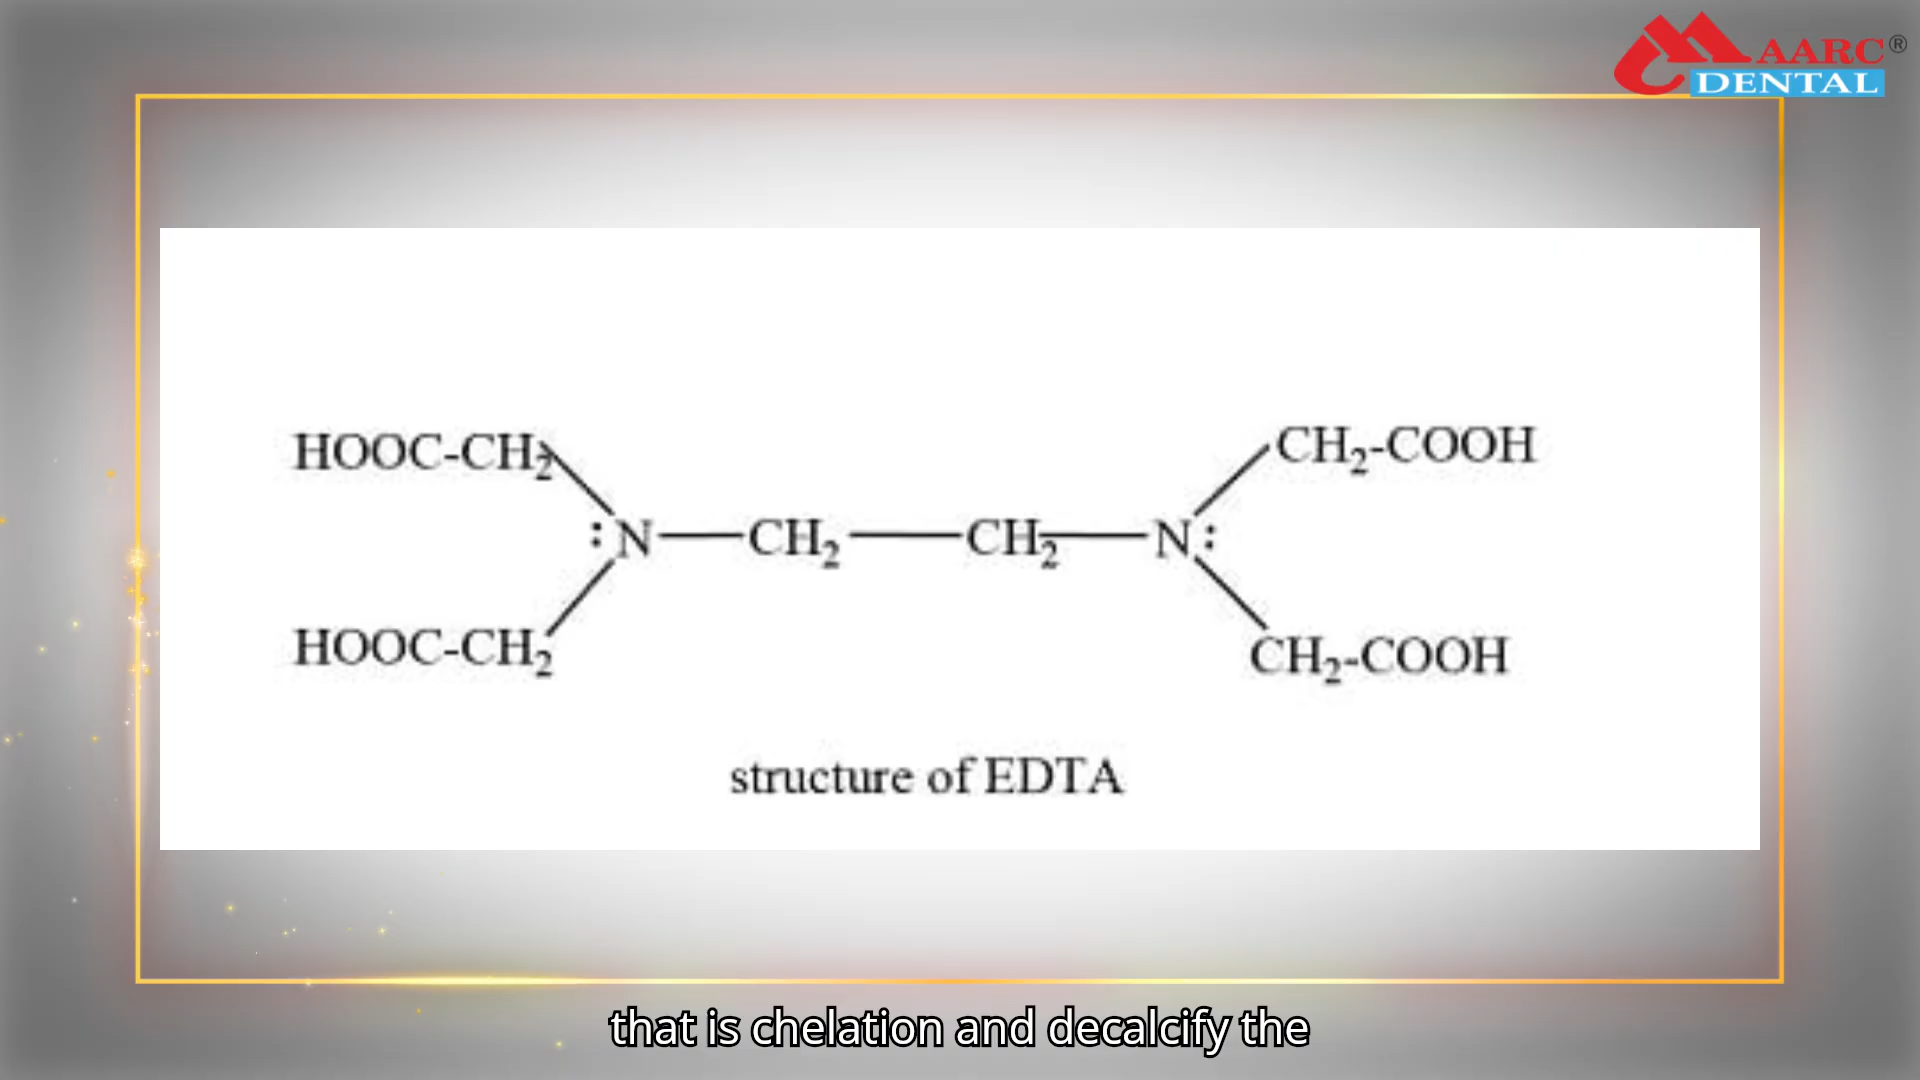 MAARC®
DENTAL
HOOC-CH₂ CH₂-COOH
:N—CH₂—CH₂—N:
HOOC-CH₂ CH₂-COOH
structure of EDTA
that is chelation and decalcify the